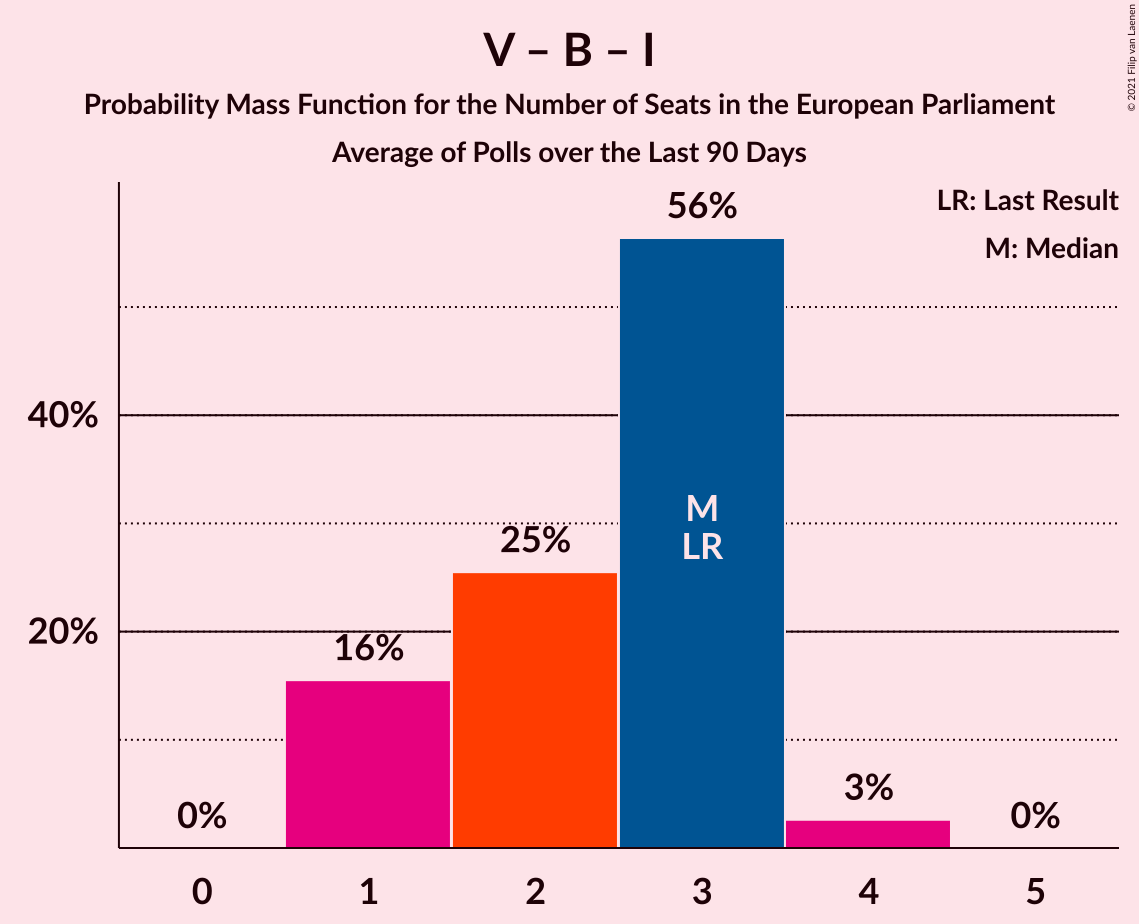 V – B – I
Probability Mass Function for the Number of Seats in the European Parliament
Average of Polls over the Last 90 Days
© 2021 Filip van Laenen
LR: Last Result
M: Median
56%
40%
M
LR
25%
20%
16%
3%
0%
0%
0 1 2 3 4 5